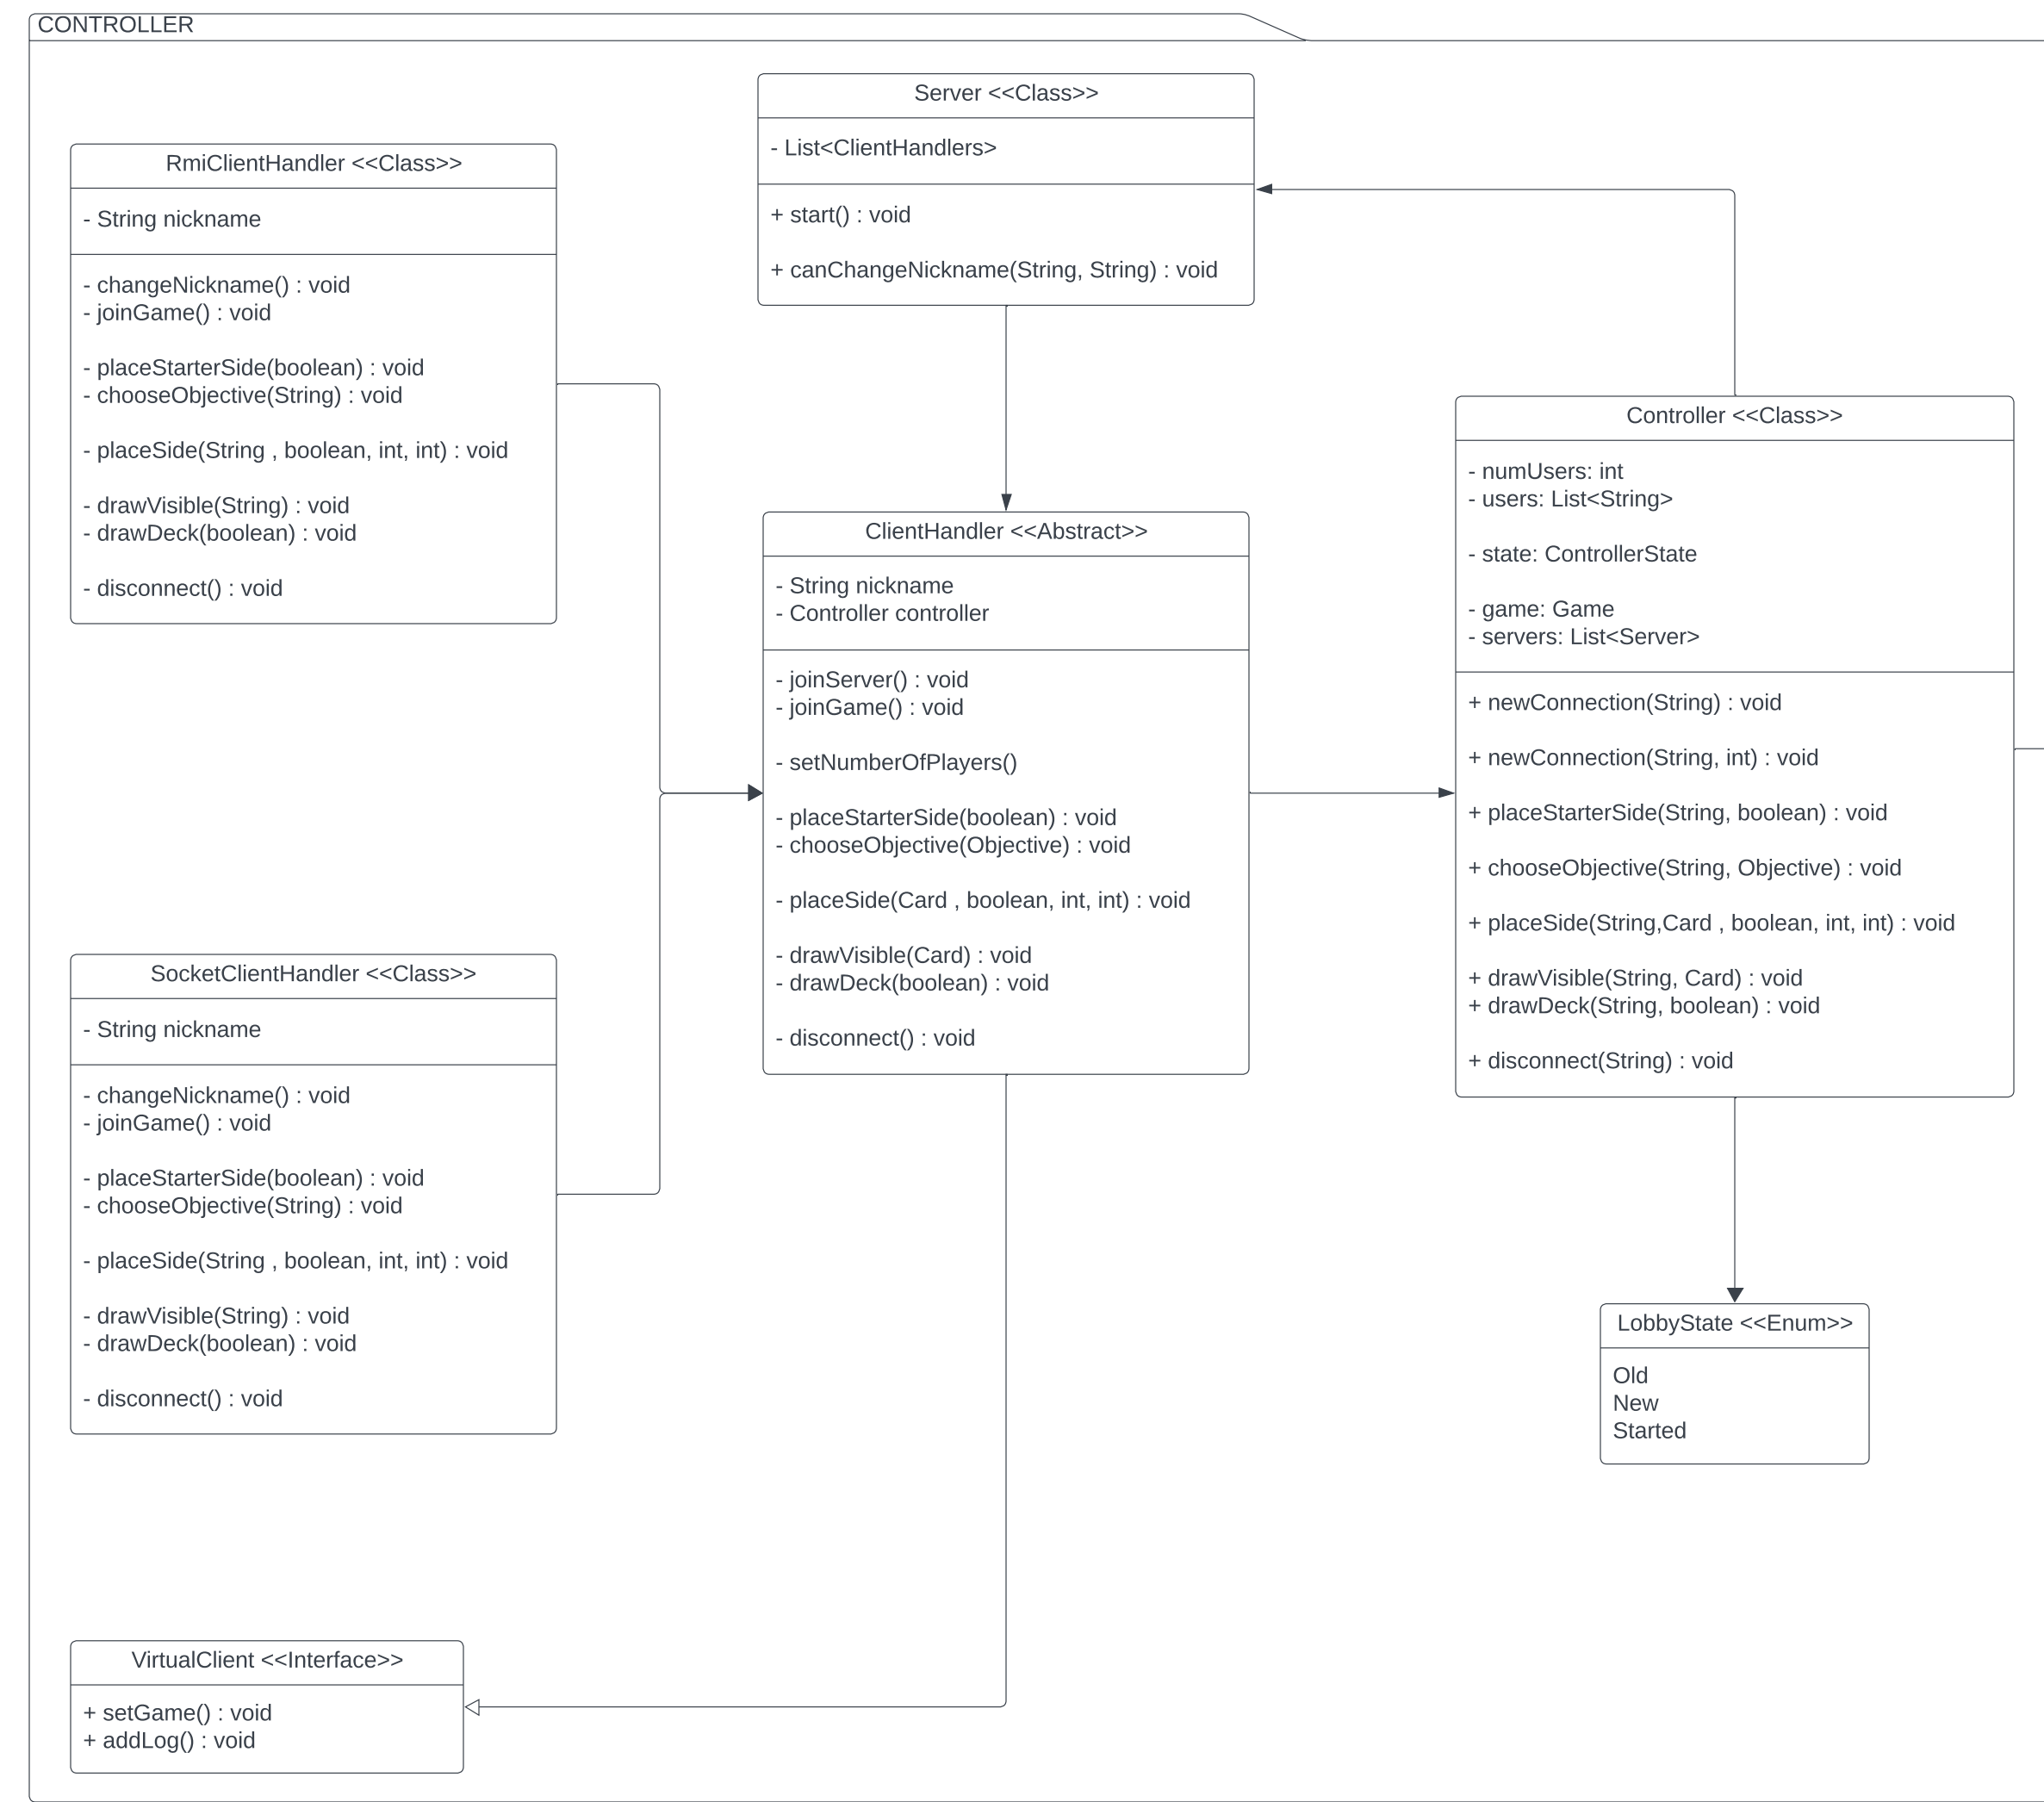 CONTROLLER
Server <<Class>>
- List<ClientHandlers>
+ start() : void
+ canChangeNickname(String, String) : void
RmiClientHandler <<Class>>
- String nickname
- changeNickname() : void
- joinGame() : void
- placeStarterSide(boolean) : void
- chooseObjective(String) : void
- placeSide(String , boolean, int, int) : void
- drawVisible(String) : void
- drawDeck(boolean) : void
- disconnect() : void
Controller <<Class>>
- numUsers: int
- users: List<String>
- state: ControllerState
- game: Game
- servers: List<Server>
+ newConnection(String) : void
+ newConnection(String, int) : void
+ placeStarterSide(String, boolean) : void
+ chooseObjective(String, Objective) : void
+ placeSide(String,Card , boolean, int, int) : void
+ drawVisible(String, Card) : void
+ drawDeck(String, boolean) : void
+ disconnect(String) : void
ClientHandler <<Abstract>>
- String nickname
- Controller controller
- joinServer() : void
- joinGame() : void
- setNumberOfPlayers()
- placeStarterSide(boolean) : void
- chooseObjective(Objective) : void
- placeSide(Card , boolean, int, int) : void
- drawVisible(Card) : void
- drawDeck(boolean) : void
- disconnect() : void
SocketClientHandler <<Class>>
- String nickname
- changeNickname() : void
- joinGame() : void
- placeStarterSide(boolean) : void
- chooseObjective(String) : void
- placeSide(String , boolean, int, int) : void
- drawVisible(String) : void
- drawDeck(boolean) : void
- disconnect() : void
LobbyState <<Enum>>
Old
New
Started
VirtualClient <<Interface>>
+ setGame() : void
+ addLog() : void